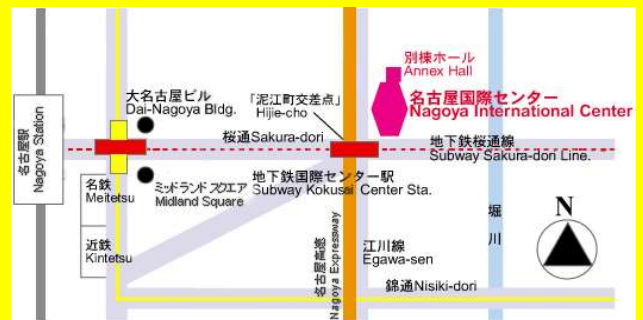 別棟ホール
Annex Hall
名古屋国際センター
Nagoya International Center
大名古屋ビル
Dai-Nagoya Bldg.
「泥江町交差点」
Hijie-cho
桜通Sakura-dori
地下鉄桜通線
Subway Sakura-dori Line.
名古屋駅
Nagoya Station
名鉄
Meitetsu
ミッドランド スクエア
Midland Square
地下鉄国際センター駅
Subway Kokusai Center Sta.
近鉄
Kintetsu
名古屋高速
Nagoya Expressway
江川線
Egawa-sen
堀川
N
錦通Nisiki-dori